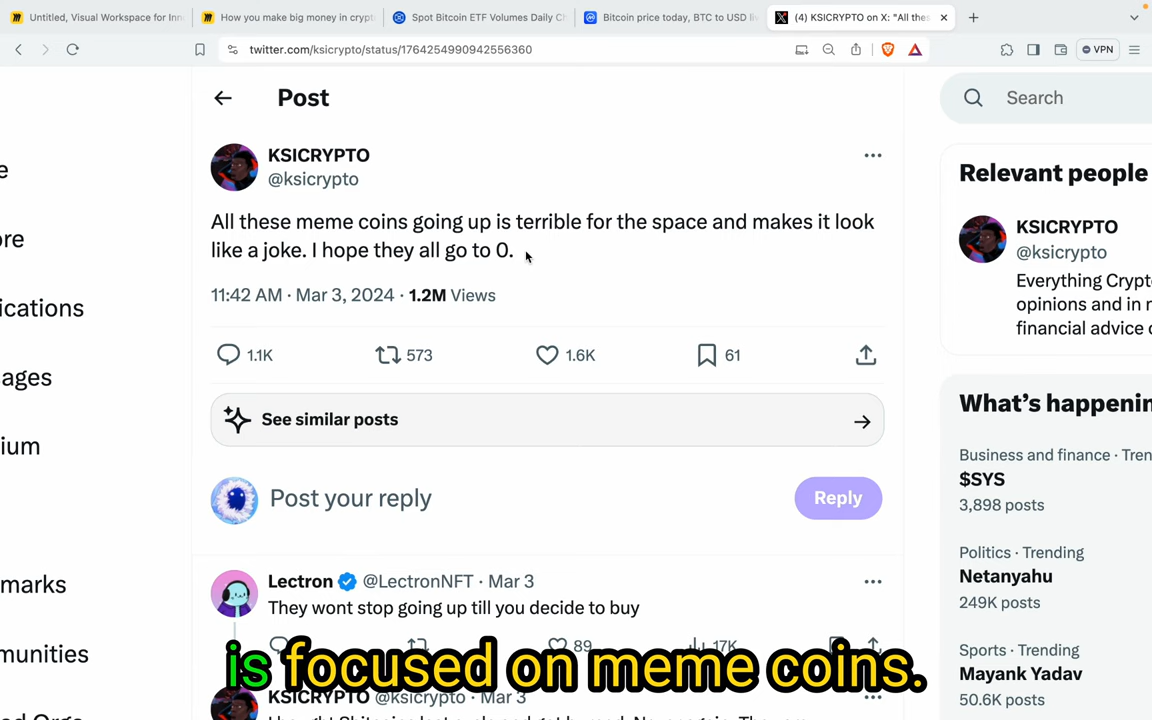 Untitled, Visual Workspace for Inn
How you make big money in crypt
Spot Bitcoin ETF Volumes Daily Ch
Bitcoin price today, BTC to USD li
(4) KSICRYPTO on X: "All thes
twitter.com/ksicrypto/status/1764254990942556360
VPN
Post
Search
KSICRYPTO
@ksicrypto
All these meme coins going up is terrible for the space and makes it look
like a joke. I hope they all go to 0.
11:42 AM · Mar 3, 2024 · 1.2M Views
1.1K
573
1.6K
61
See similar posts
Post your reply
Reply
Lectron @LectronNFT · Mar 3
They wont stop going up till you decide to buy
89
17K
is focused on meme coins.
KSICRYPTO @ksicrypto · Mar 3
e
ore
ications
ages
ium
marks
munities
Relevant people
KSICRYPTO
@ksicrypto
Everything Crypt
opinions and in n
financial advice o
What's happenin
Business and finance · Tren
$SYS
3,898 posts
Politics · Trending
Netanyahu
249K posts
Sports · Trending
Mayank Yadav
50.6K posts